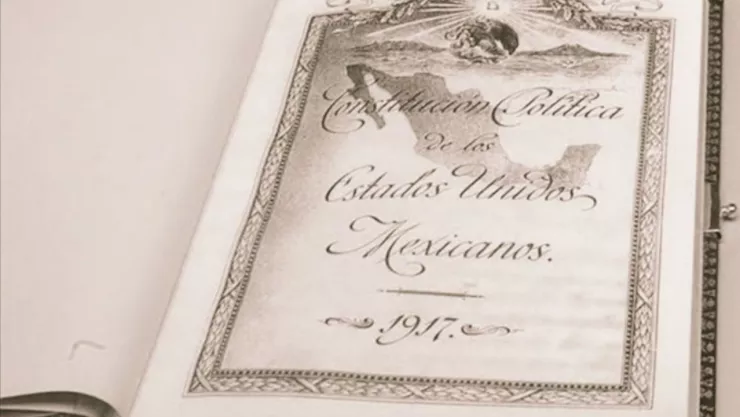 Constitución Política
de los
Estados Unidos
Mexicanos.
1917.